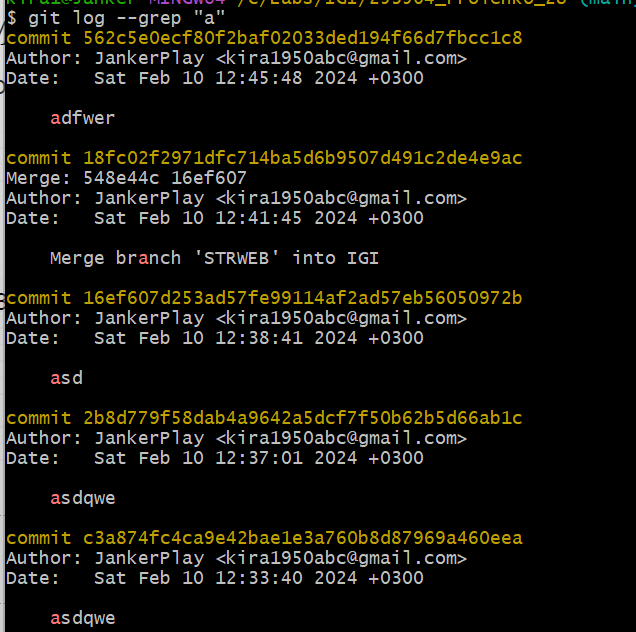 $ git log --grep "a"
commit 562c5e0ecf80f2baf02033ded194f66d7fbcc1c8
Author: JankerPlay <kira1950abc@gmail.com>
Date:   Sat Feb 10 12:45:48 2024 +0300
adfwer
commit 18fc02f2971dfc714ba5d6b9507d491c2de4e9ac
Merge: 548e44c 16ef607
Author: JankerPlay <kira1950abc@gmail.com>
Date:   Sat Feb 10 12:41:45 2024 +0300
Merge branch 'STRWEB' into IGI
commit 16ef607d253ad57fe99114af2ad57eb56050972b
Author: JankerPlay <kira1950abc@gmail.com>
Date:   Sat Feb 10 12:38:41 2024 +0300
asd
commit 2b8d779f58dab4a9642a5dcf7f50b62b5d66ab1c
Author: JankerPlay <kira1950abc@gmail.com>
Date:   Sat Feb 10 12:37:01 2024 +0300
asdqwe
commit c3a874fc4ca9e42bae1e3a760b8d87969a460eea
Author: JankerPlay <kira1950abc@gmail.com>
Date:   Sat Feb 10 12:33:40 2024 +0300
asdqwe